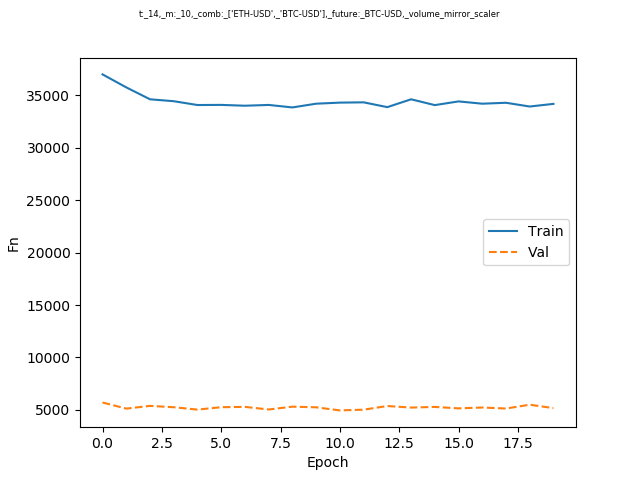 t:_14,_m:_10,_comb:_['ETH-USD',_'BTC-USD'],_future:_BTC-USD,_volume_mirror_scaler
35000
30000
25000
20000
15000
10000
5000
Fn
Train
Val
0.0 2.5 5.0 7.5 10.0 12.5 15.0 17.5
Epoch